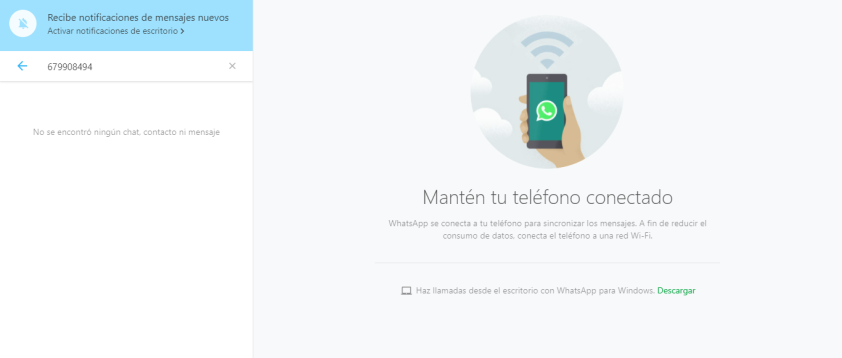 Recibe notificaciones de mensajes nuevos
Activar notificaciones de escritorio >
679908494
No se encontró ningún chat, contacto ni mensaje
Mantén tu teléfono conectado
WhatsApp se conecta a tu teléfono para sincronizar los mensajes. A fin de reducir el
consumo de datos, conecta el teléfono a una red Wi-Fi.
Haz llamadas desde el escritorio con WhatsApp para Windows. Descargar